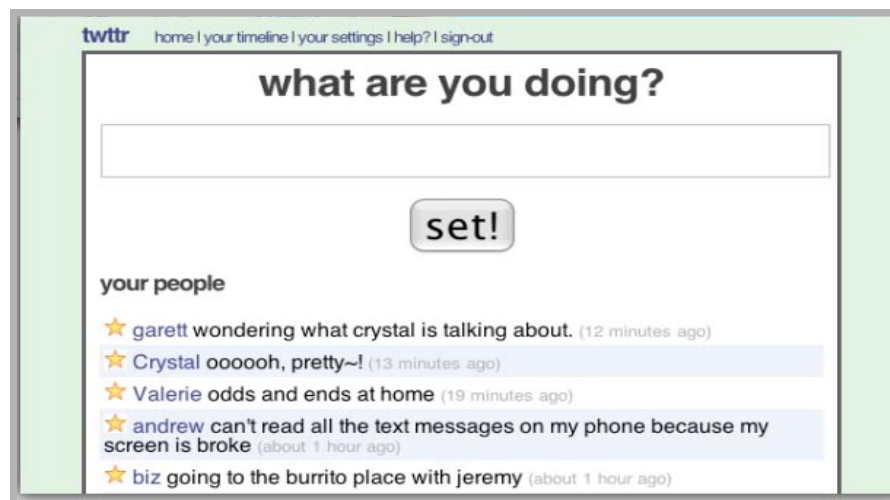 twttr home | your timeline | your settings | help? | sign-out
what are you doing?
set!
your people
garett wondering what crystal is talking about. (12 minutes ago)
Crystal oooooh, pretty~! (13 minutes ago)
Valerie odds and ends at home (19 minutes ago)
andrew can't read all the text messages on my phone because my
screen is broke (about 1 hour ago)
biz going to the burrito place with jeremy (about 1 hour ago)